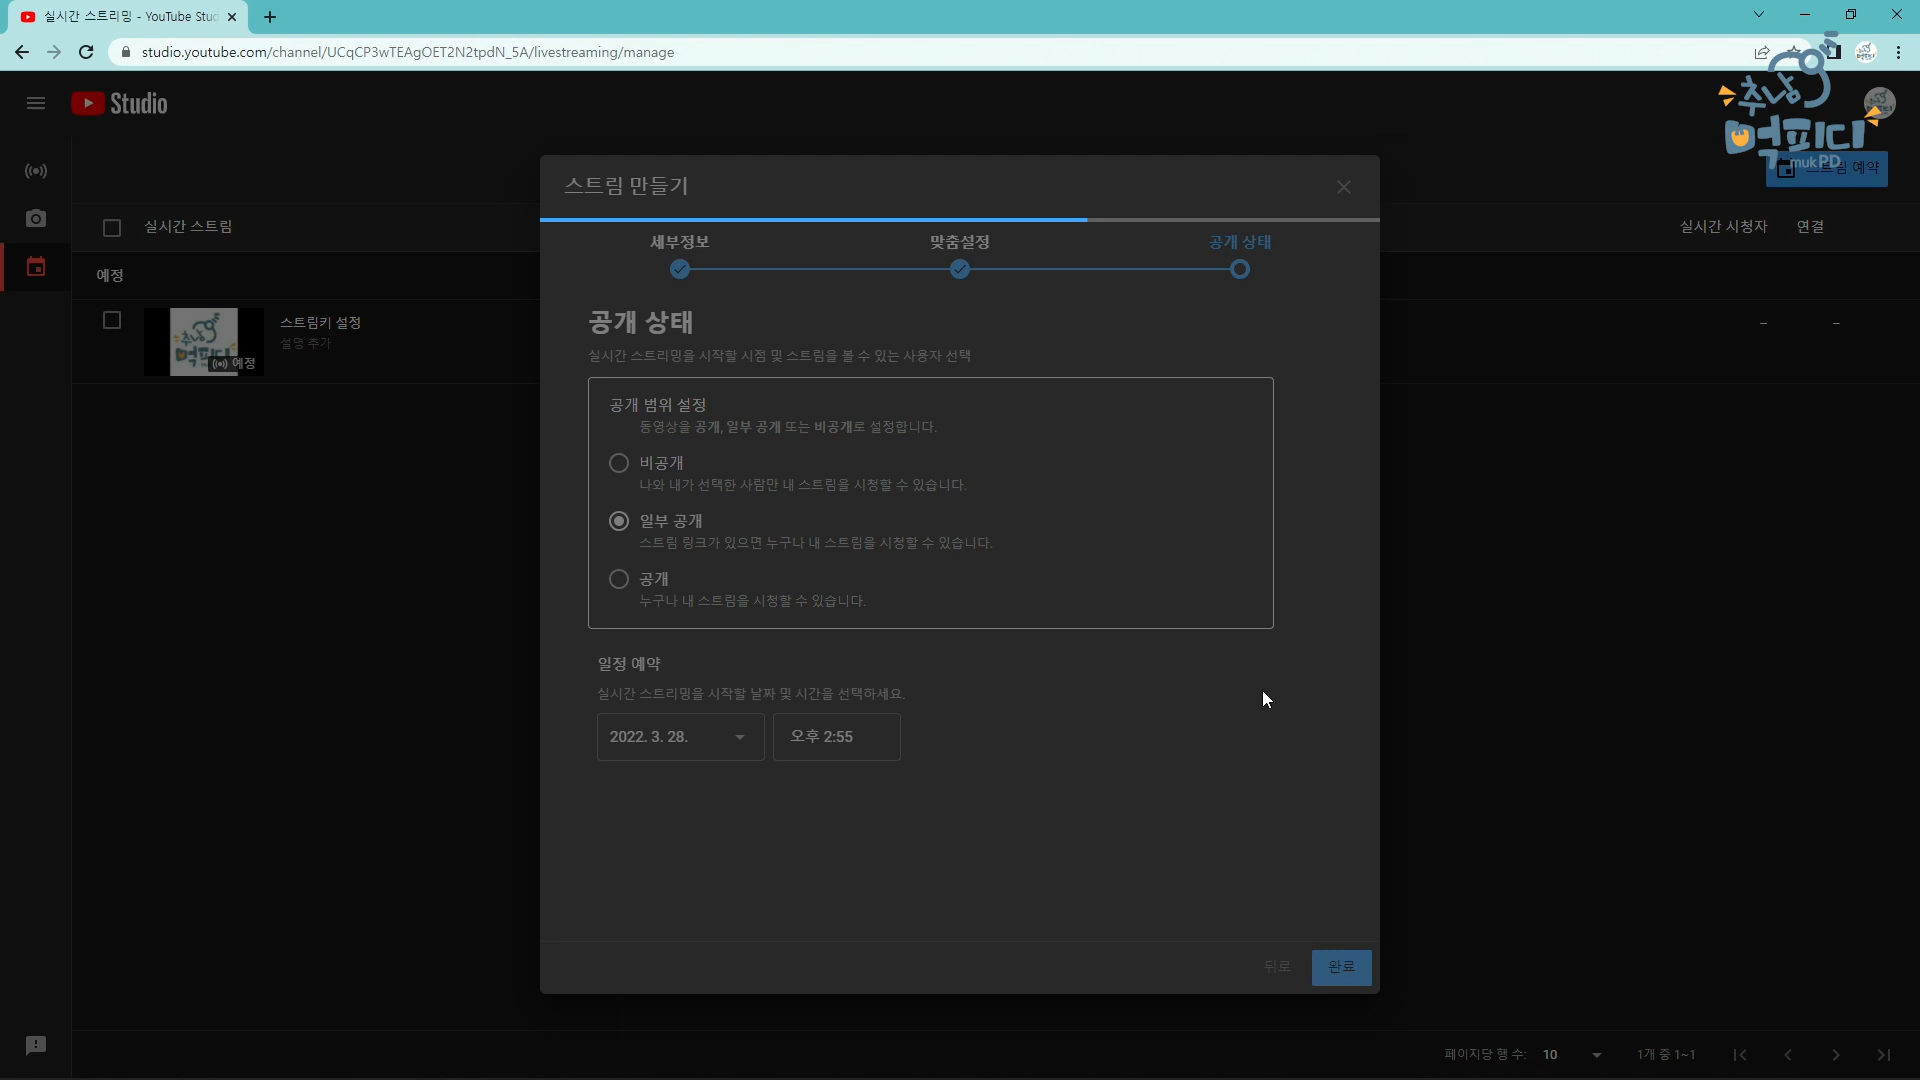 실시간 스트리밍 - YouTube Stud
studio.youtube.com/channel/UCqCP3wTEAgOET2N2tpdN_5A/livestreaming/manage
Studio
추냥
먹피디
mukPD
스트림 예약
스트림 만들기
세부정보
맞춤설정
공개 상태
실시간 스트림
실시간 시청자
연결
예정
스트림키 설정
설명 추가
예정
–
–
공개 상태
실시간 스트리밍을 시작할 시점 및 스트림을 볼 수 있는 사용자 선택
공개 범위 설정
동영상을 공개, 일부 공개 또는 비공개로 설정합니다.
비공개
나와 내가 선택한 사람만 내 스트림을 시청할 수 있습니다.
일부 공개
스트림 링크가 있으면 누구나 내 스트림을 시청할 수 있습니다.
공개
누구나 내 스트림을 시청할 수 있습니다.
일정 예약
실시간 스트리밍을 시작할 날짜 및 시간을 선택하세요.
2022. 3. 28.
오후 2:55
뒤로
완료
페이지당 행 수:
10
1개 중 1~1